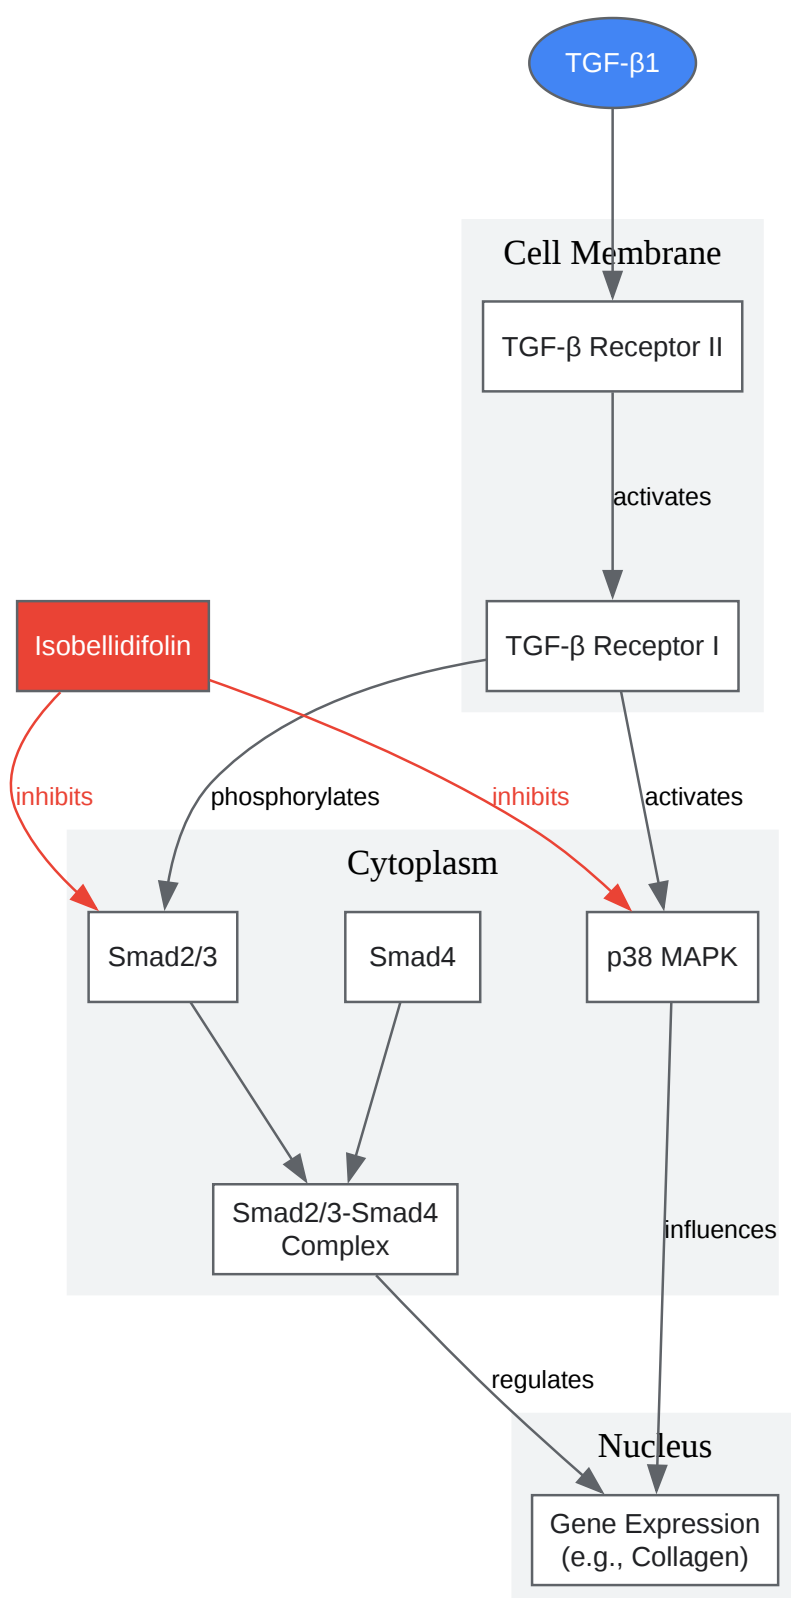 TGF-β1
Cell Membrane
TGF-β Receptor II
activates
Isobellidifolin
TGF-β Receptor I
inhibits
phosphorylates
inhibits
activates
Cytoplasm
Smad2/3
Smad4
p38 MAPK
Smad2/3-Smad4
Complex
influences
regulates
Nucleus
Gene Expression
(e.g., Collagen)